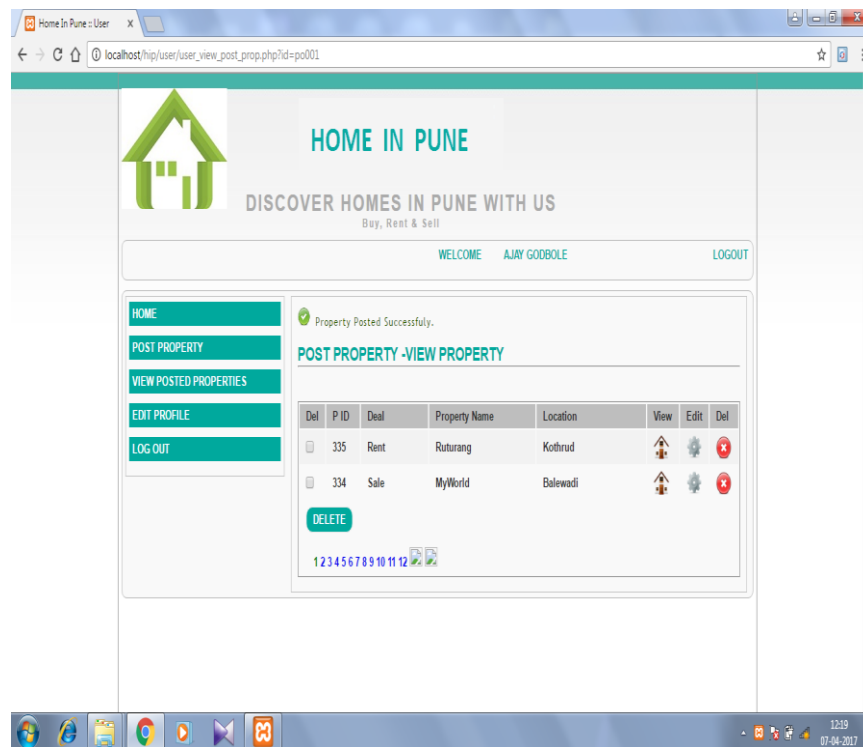 Home In Pune :: User
localhost/hip/user/user_view_post_prop.php?id=po001
HOME IN PUNE
DISCOVER HOMES IN PUNE WITH US
Buy, Rent & Sell
WELCOME AJAY GODBOLE LOGOUT
HOME
POST PROPERTY
VIEW POSTED PROPERTIES
EDIT PROFILE
LOG OUT
Property Posted Successfuly.
POST PROPERTY -VIEW PROPERTY
Del P ID Deal Property Name Location View Edit Del
335 Rent Ruturang Kothrud
334 Sale MyWorld Balewadi
DELETE
1 2 3 4 5 6 7 8 9 10 11 12
12:19
07-04-2017